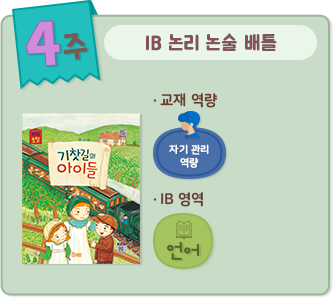 4주
IB 논리 논술 배틀
· 교재 역량
자기 관리
역량
기찻길의
아이들
· IB 영역
언어